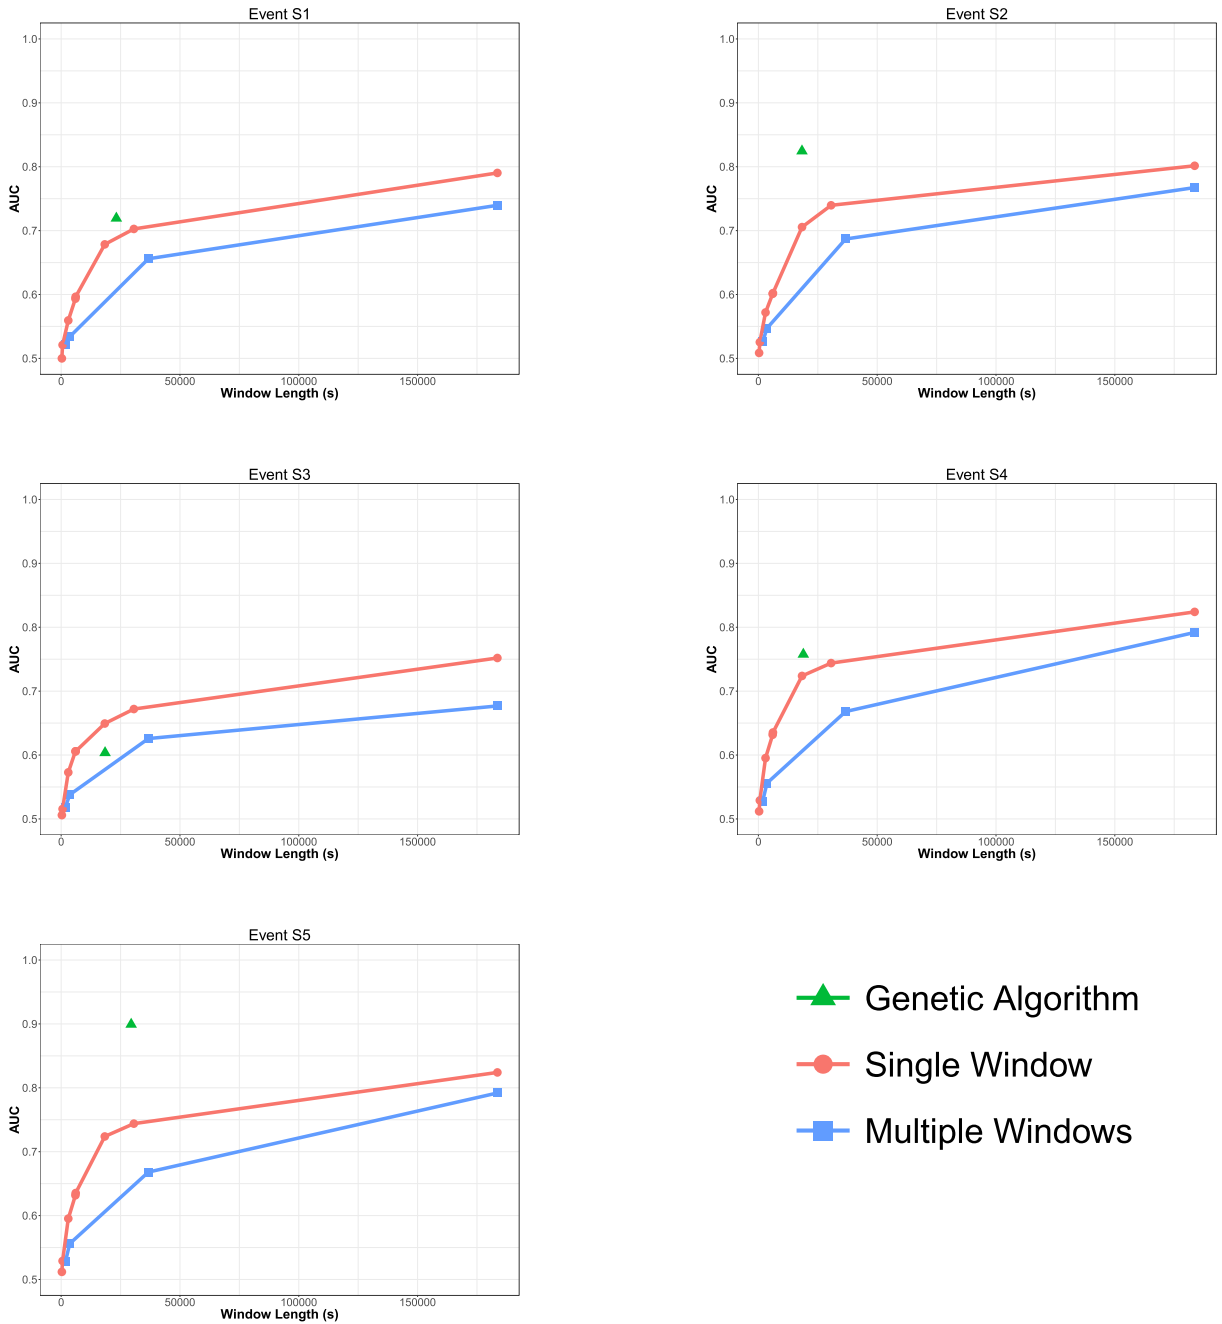 Event S1
1.0
0.9
0.8
0.7
0.6
0.5
AUC
0 50000 100000 150000
Window Length (s)
Event S2
1.0
0.9
0.8
0.7
0.6
0.5
AUC
0 50000 100000 150000
Window Length (s)
Event S3
1.0
0.9
0.8
0.7
0.6
0.5
AUC
0 50000 100000 150000
Window Length (s)
Event S4
1.0
0.9
0.8
0.7
0.6
0.5
AUC
0 50000 100000 150000
Window Length (s)
Event S5
1.0
0.9
0.8
0.7
0.6
0.5
AUC
0 50000 100000 150000
Window Length (s)
Genetic Algorithm
Single Window
Multiple Windows